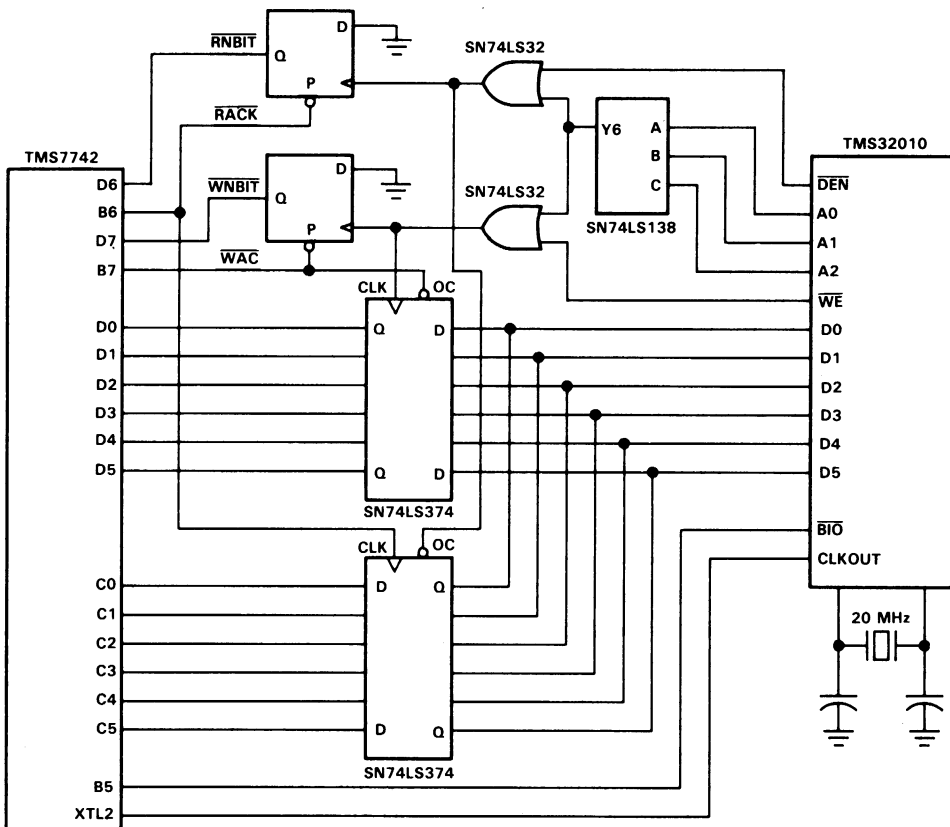 D
RNBIT
Q
P
RACK
SN74LS32
Y6 A
B
C
SN74LS138
TMS32010
DEN
A0
A1
A2
WE
D0
D1
D2
D3
D4
D5
BIO
CLKOUT
20 MHz
TMS7742
D6
B6
D7
B7
D0
D1
D2
D3
D4
D5
C0
C1
C2
C3
C4
C5
B5
XTL2
D
WNBIT
Q
P
WAC
SN74LS32
CLK OC
Q D
Q D
SN74LS374
CLK OC
D Q
D Q
SN74LS374